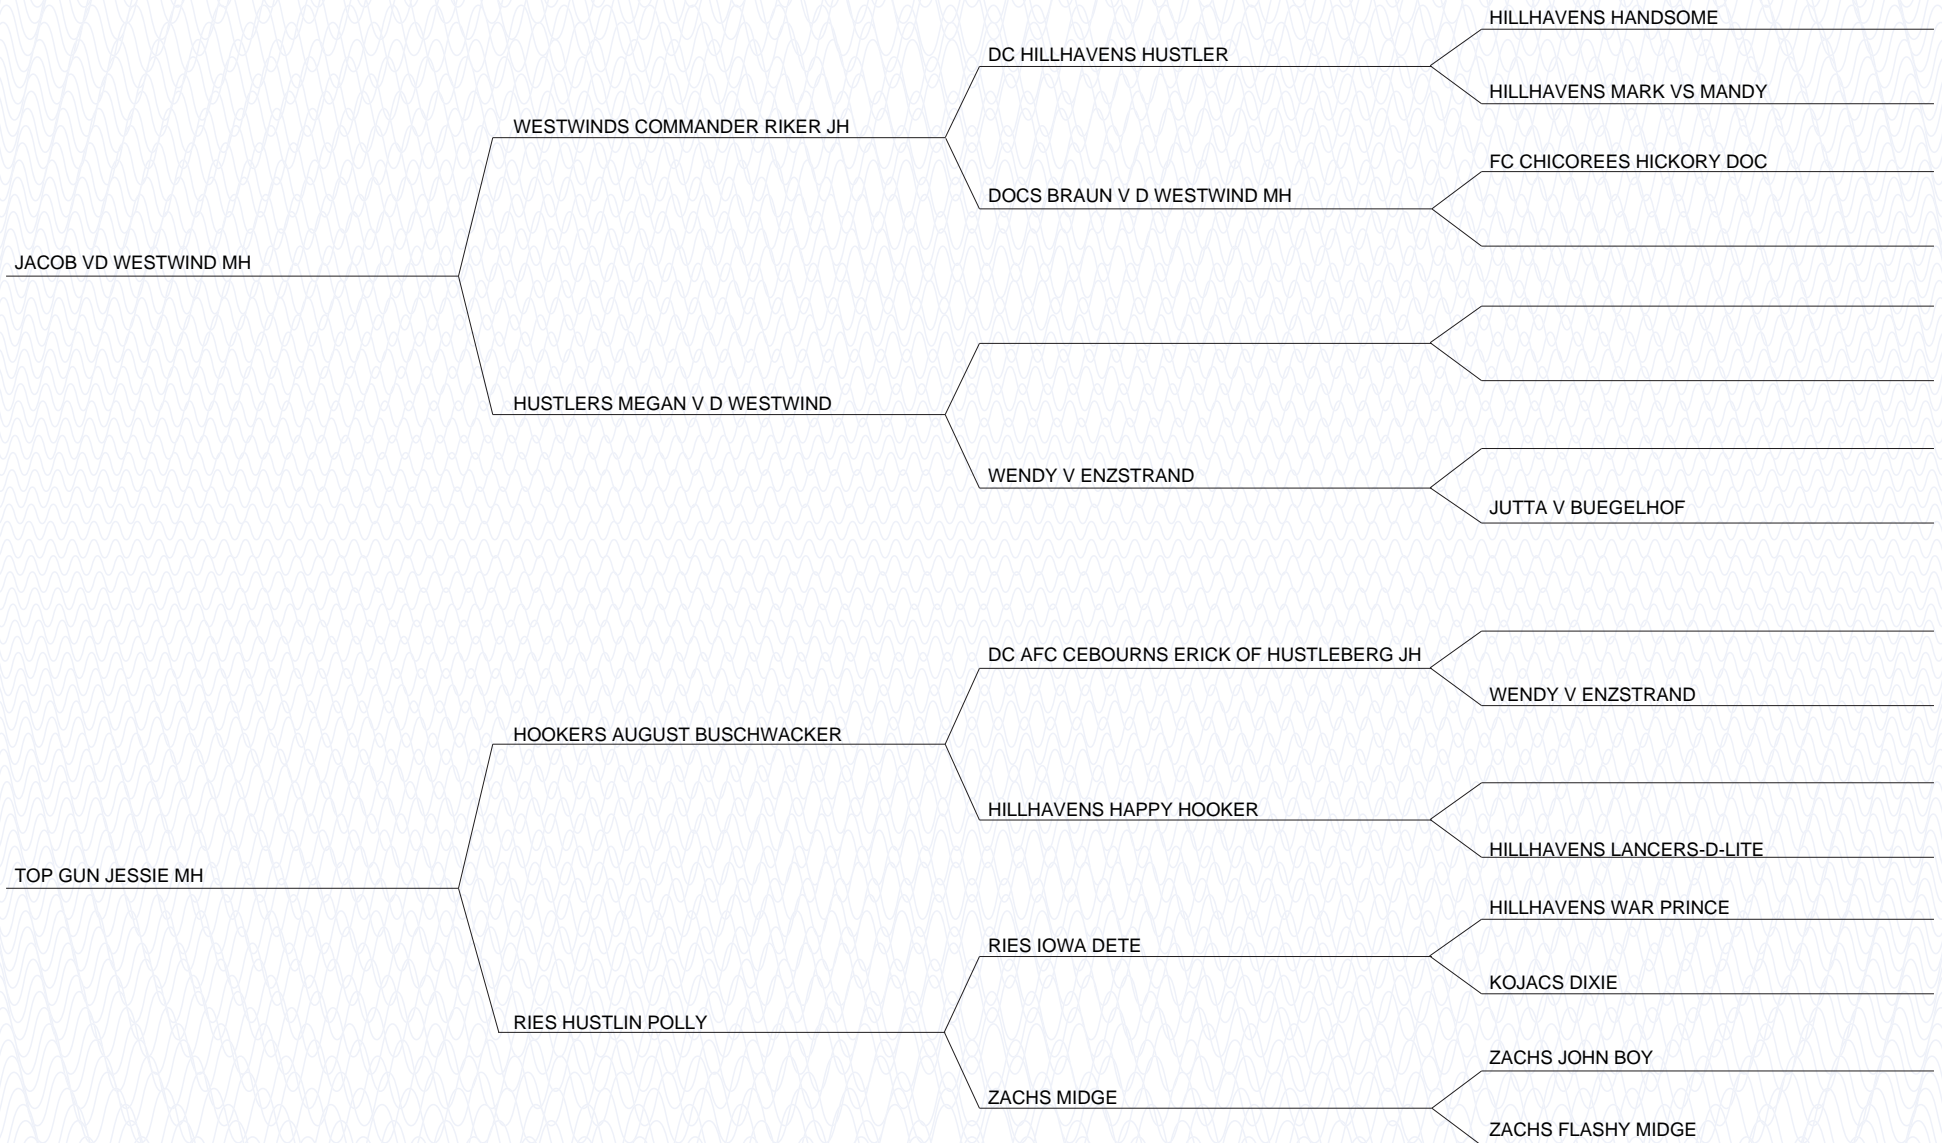 HILLHAVENS HANDSOME
DC HILLHAVENS HUSTLER
HILLHAVENS MARK VS MANDY
WESTWINDS COMMANDER RIKER JH
FC CHICOREES HICKORY DOC
DOCS BRAUN V D WESTWIND MH
JACOB VD WESTWIND MH
HUSTLERS MEGAN V D WESTWIND
WENDY V ENZSTRAND
JUTTA V BUEGELHOF
DC AFC CEBOURNS ERICK OF HUSTLEBERG JH
WENDY V ENZSTRAND
HOOKERS AUGUST BUSCHWACKER
HILLHAVENS HAPPY HOOKER
HILLHAVENS LANCERS-D-LITE
TOP GUN JESSIE MH
HILLHAVENS WAR PRINCE
RIES IOWA DETE
KOJACS DIXIE
RIES HUSTLIN POLLY
ZACHS JOHN BOY
ZACHS MIDGE
ZACHS FLASHY MIDGE